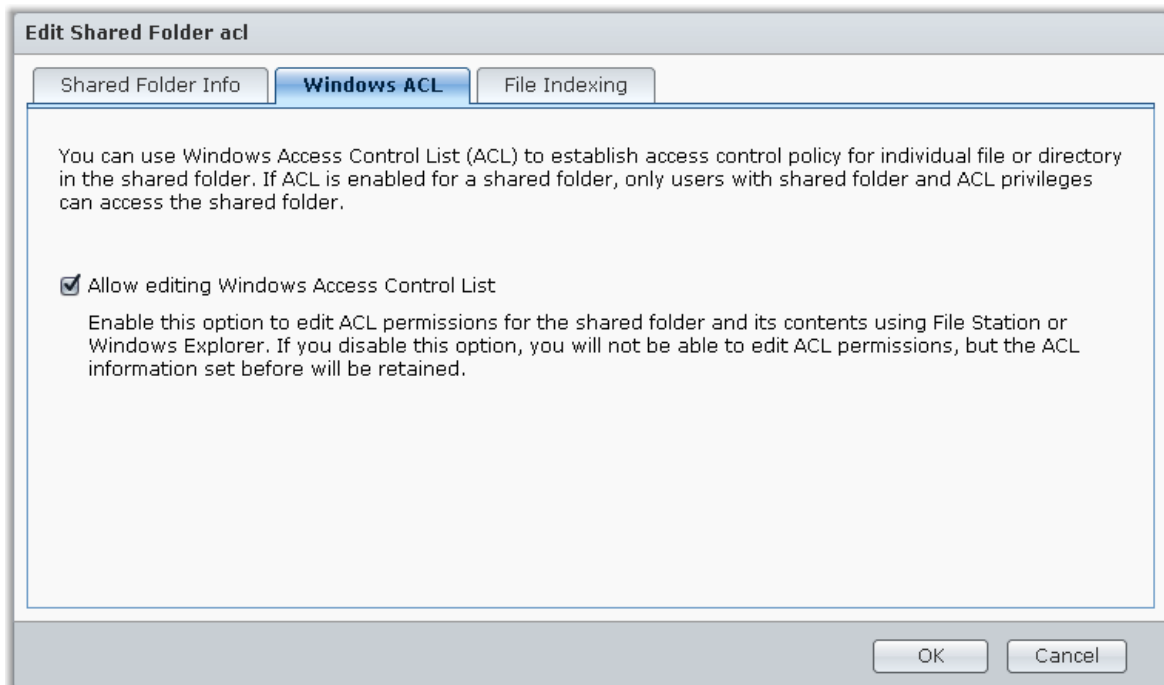 Edit Shared Folder acl
Shared Folder Info
Windows ACL
File Indexing
You can use Windows Access Control List (ACL) to establish access control policy for individual file or directory
in the shared folder. If ACL is enabled for a shared folder, only users with shared folder and ACL privileges
can access the shared folder.
Allow editing Windows Access Control List
Enable this option to edit ACL permissions for the shared folder and its contents using File Station or
Windows Explorer. If you disable this option, you will not be able to edit ACL permissions, but the ACL
information set before will be retained.
OK
Cancel